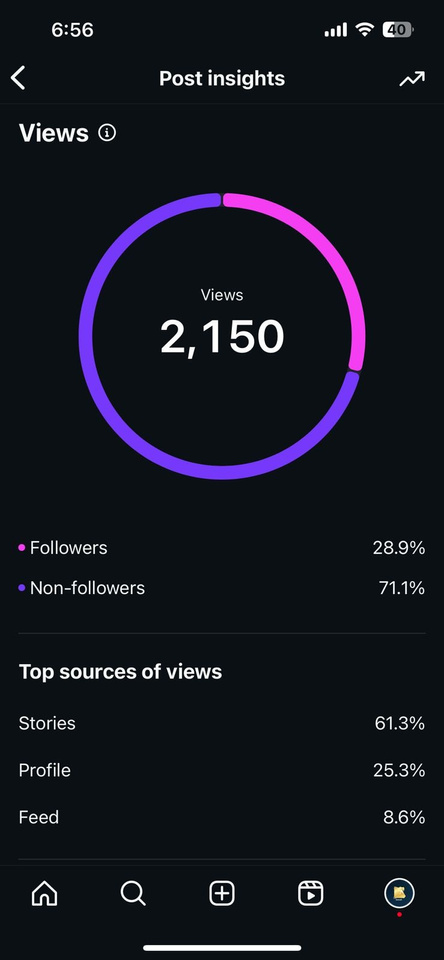 6:56
40
Post insights
Views
Views
2,150
Followers 28.9%
Non-followers 71.1%
Top sources of views
Stories 61.3%
Profile 25.3%
Feed 8.6%